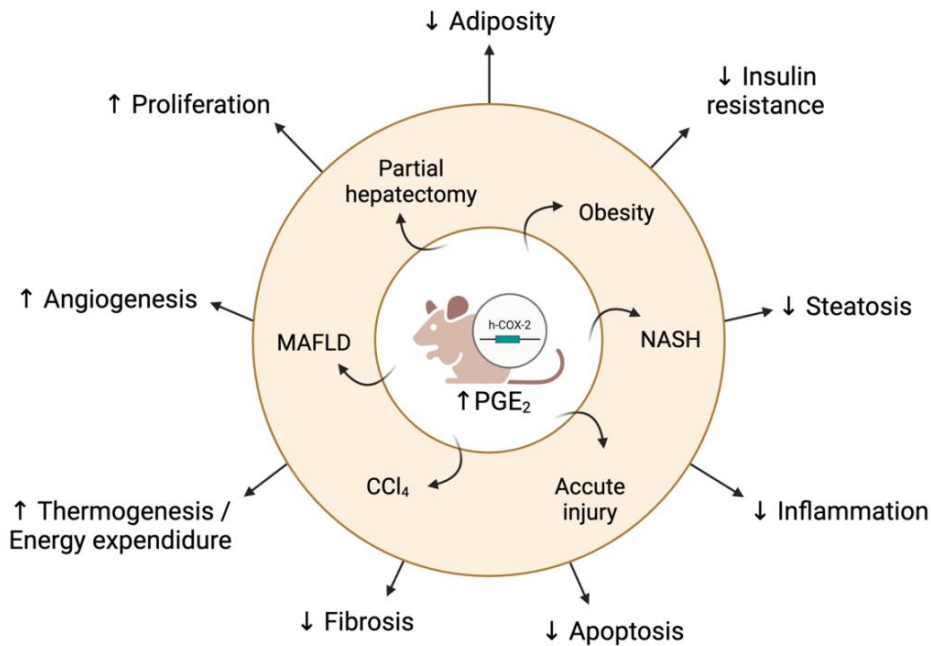 ↓ Adiposity
↓ Insulin
resistance
↑ Proliferation
Partial
hepatectomy
Obesity
↑ Angiogenesis
↓ Steatosis
h-COX-2
MAFLD
NASH
↑PGE₂
CCl₄
Accute
injury
↑ Thermogenesis /
Energy expendidure
↓ Inflammation
↓ Fibrosis
↓ Apoptosis